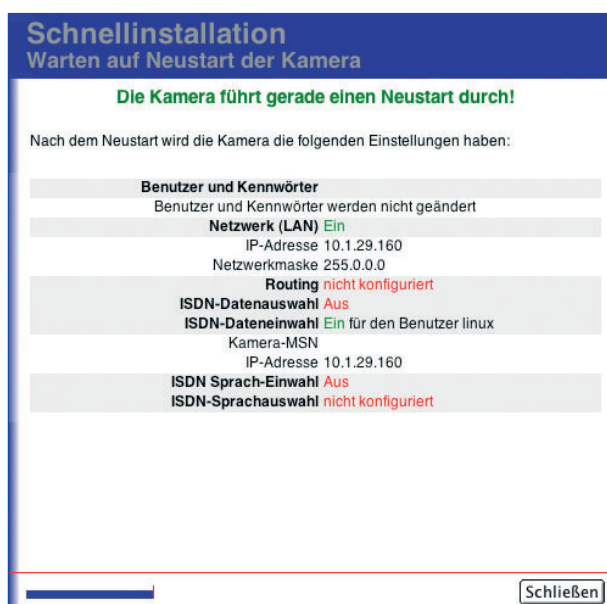 Schnellinstallation
Warten auf Neustart der Kamera
Die Kamera führt gerade einen Neustart durch!
Nach dem Neustart wird die Kamera die folgenden Einstellungen haben:
Benutzer und Kennwörter
Benutzer und Kennwörter werden nicht geändert
Netzwerk (LAN) Ein
IP-Adresse 10.1.29.160
Netzwerkmaske 255.0.0.0
Routing nicht konfiguriert
ISDN-Datenauswahl Aus
ISDN-Dateneinwahl Ein für den Benutzer linux
Kamera-MSN
IP-Adresse 10.1.29.160
ISDN Sprach-Einwahl Aus
ISDN-Sprachauswahl nicht konfiguriert
Schließen